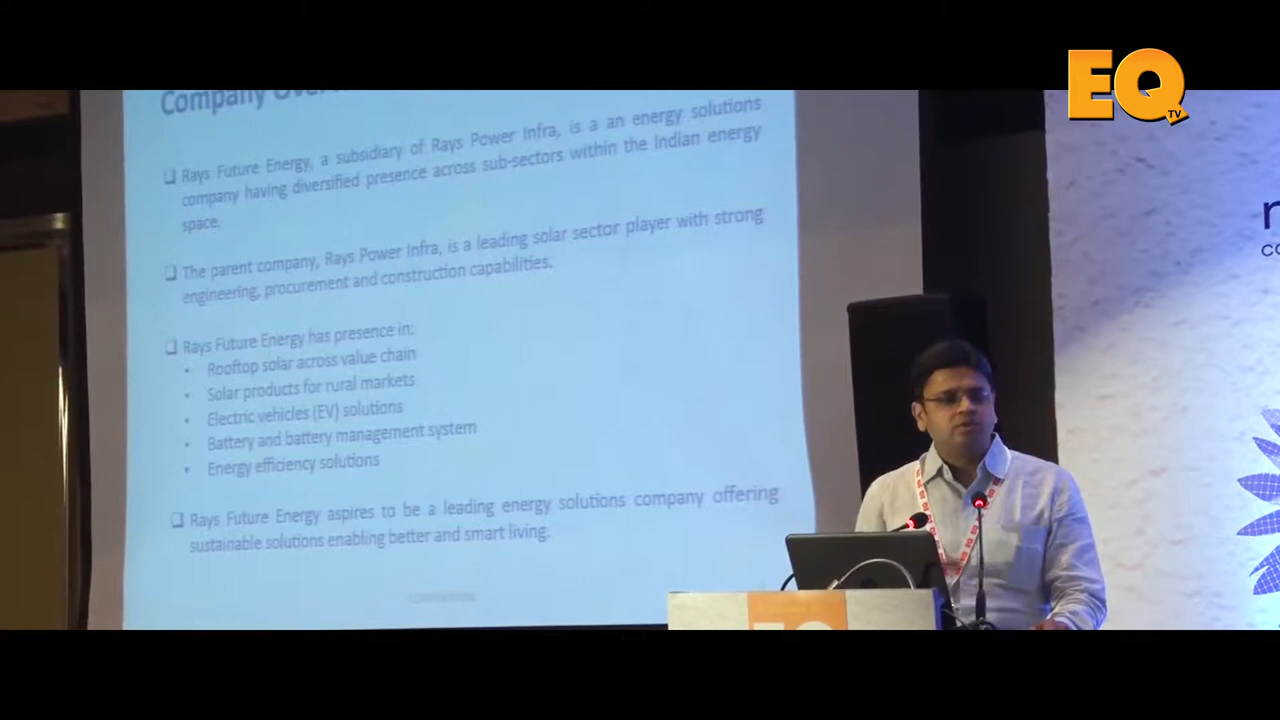 EQ
TV
Company Over
Rays Future Energy, a subsidiary of Rays Power Infra, is a an energy solutions
company having diversified presence across sub-sectors within the Indian energy
space.
The parent company, Rays Power Infra, is a leading solar sector player with strong
engineering, procurement and construction capabilities.
Rays Future Energy has presence in:
• Rooftop solar across value chain
• Solar products for rural markets
• Electric vehicles (EV) solutions
• Battery and battery management system
• Energy efficiency solutions
Rays Future Energy aspires to be a leading energy solutions company offering
sustainable solutions enabling better and smart living.
CONFIDENTIAL
EQ